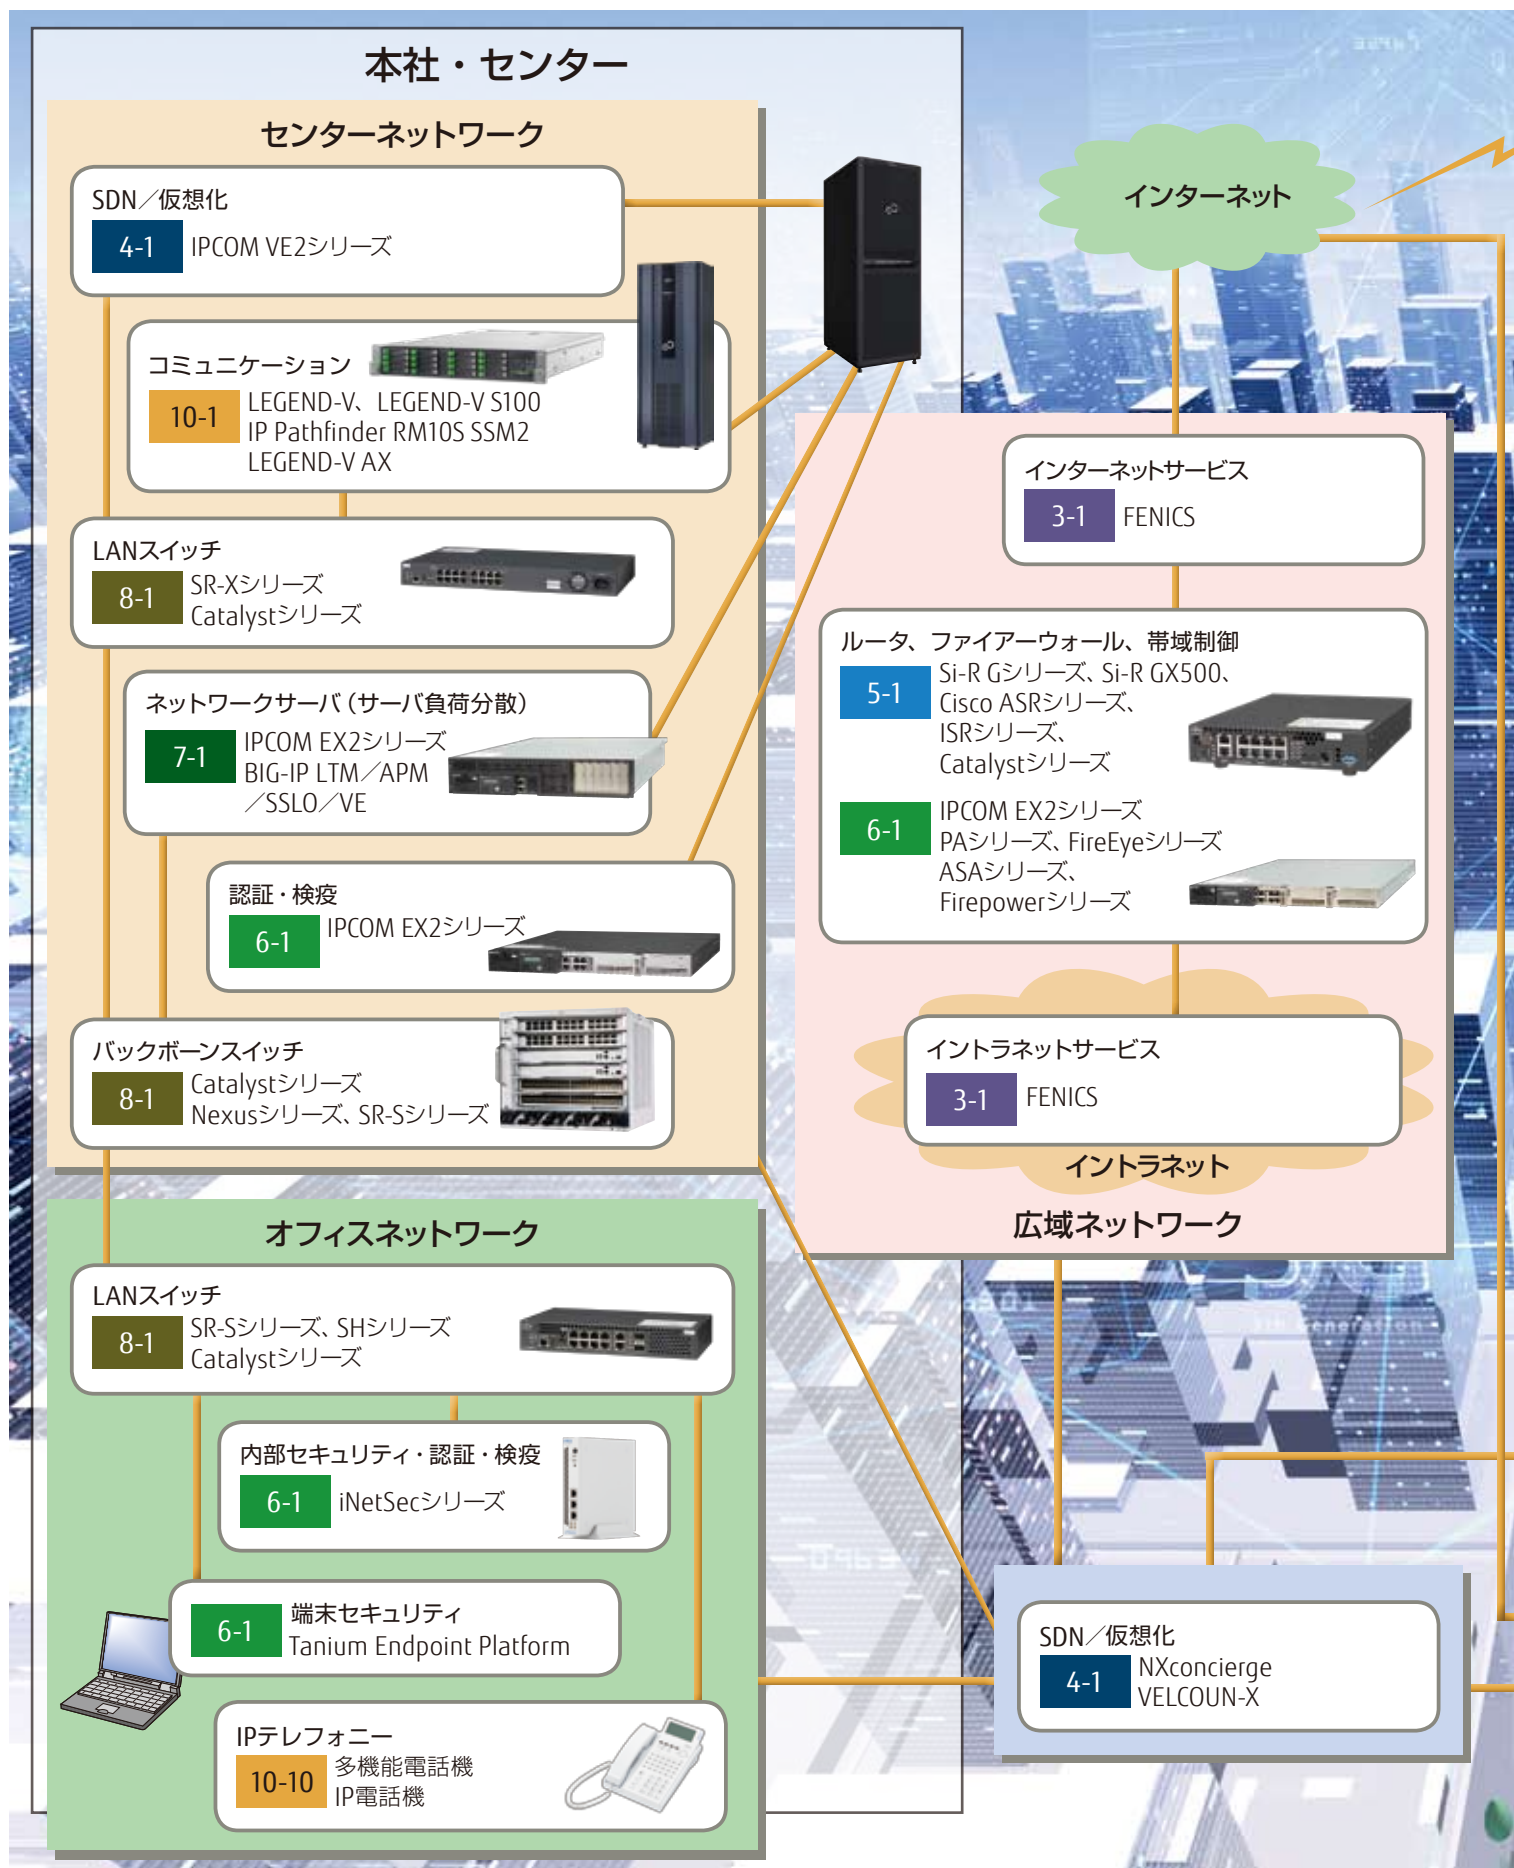 本社・センター
センターネットワーク
SDN／仮想化
4-1
IPCOM VE2シリーズ
コミュニケーション
10-1
LEGEND-V、LEGEND-V S100
IP Pathfinder RM10S SSM2
LEGEND-V AX
LANスイッチ
8-1
SR-Xシリーズ
Catalystシリーズ
ネットワークサーバ（サーバ負荷分散）
7-1
IPCOM EX2シリーズ
BIG-IP LTM／APM
／SSLO／VE
認証・検疫
6-1
IPCOM EX2シリーズ
バックボーンスイッチ
8-1
Catalystシリーズ
Nexusシリーズ、SR-Sシリーズ
オフィスネットワーク
LANスイッチ
8-1
SR-Sシリーズ、SHシリーズ
Catalystシリーズ
内部セキュリティ・認証・検疫
6-1
iNetSecシリーズ
6-1
端末セキュリティ
Tanium Endpoint Platform
IPテレフォニー
10-10
多機能電話機
IP電話機
インターネット
インターネットサービス
3-1
FENICS
ルータ、ファイアーウォール、帯域制御
5-1
Si-R Gシリーズ、Si-R GX500、
Cisco ASRシリーズ、
ISRシリーズ、
Catalystシリーズ
6-1
IPCOM EX2シリーズ
PAシリーズ、FireEyeシリーズ
ASAシリーズ、
Firepowerシリーズ
イントラネットサービス
3-1
FENICS
イントラネット
広域ネットワーク
SDN／仮想化
4-1
NXconcierge
VELCOUN-X